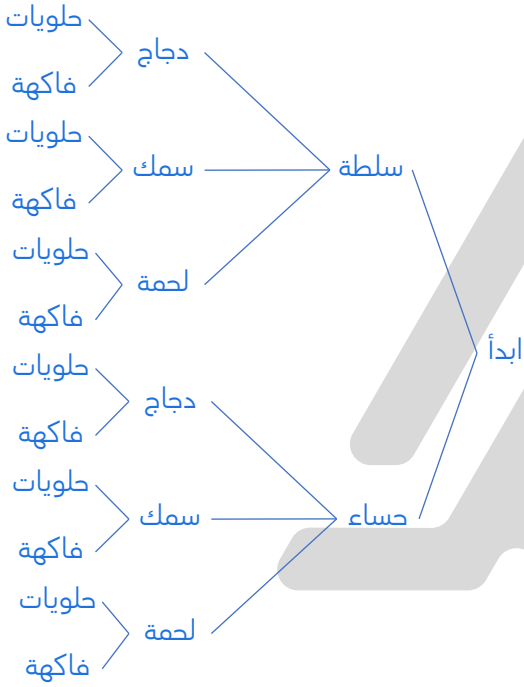 حلويات
دجاج
فاكهة
حلويات
سلطة
سمك
فاكهة
حلويات
لحمة
فاكهة
ابدأ
حلويات
دجاج
فاكهة
حلويات
حساء
سمك
فاكهة
حلويات
لحمة
فاكهة